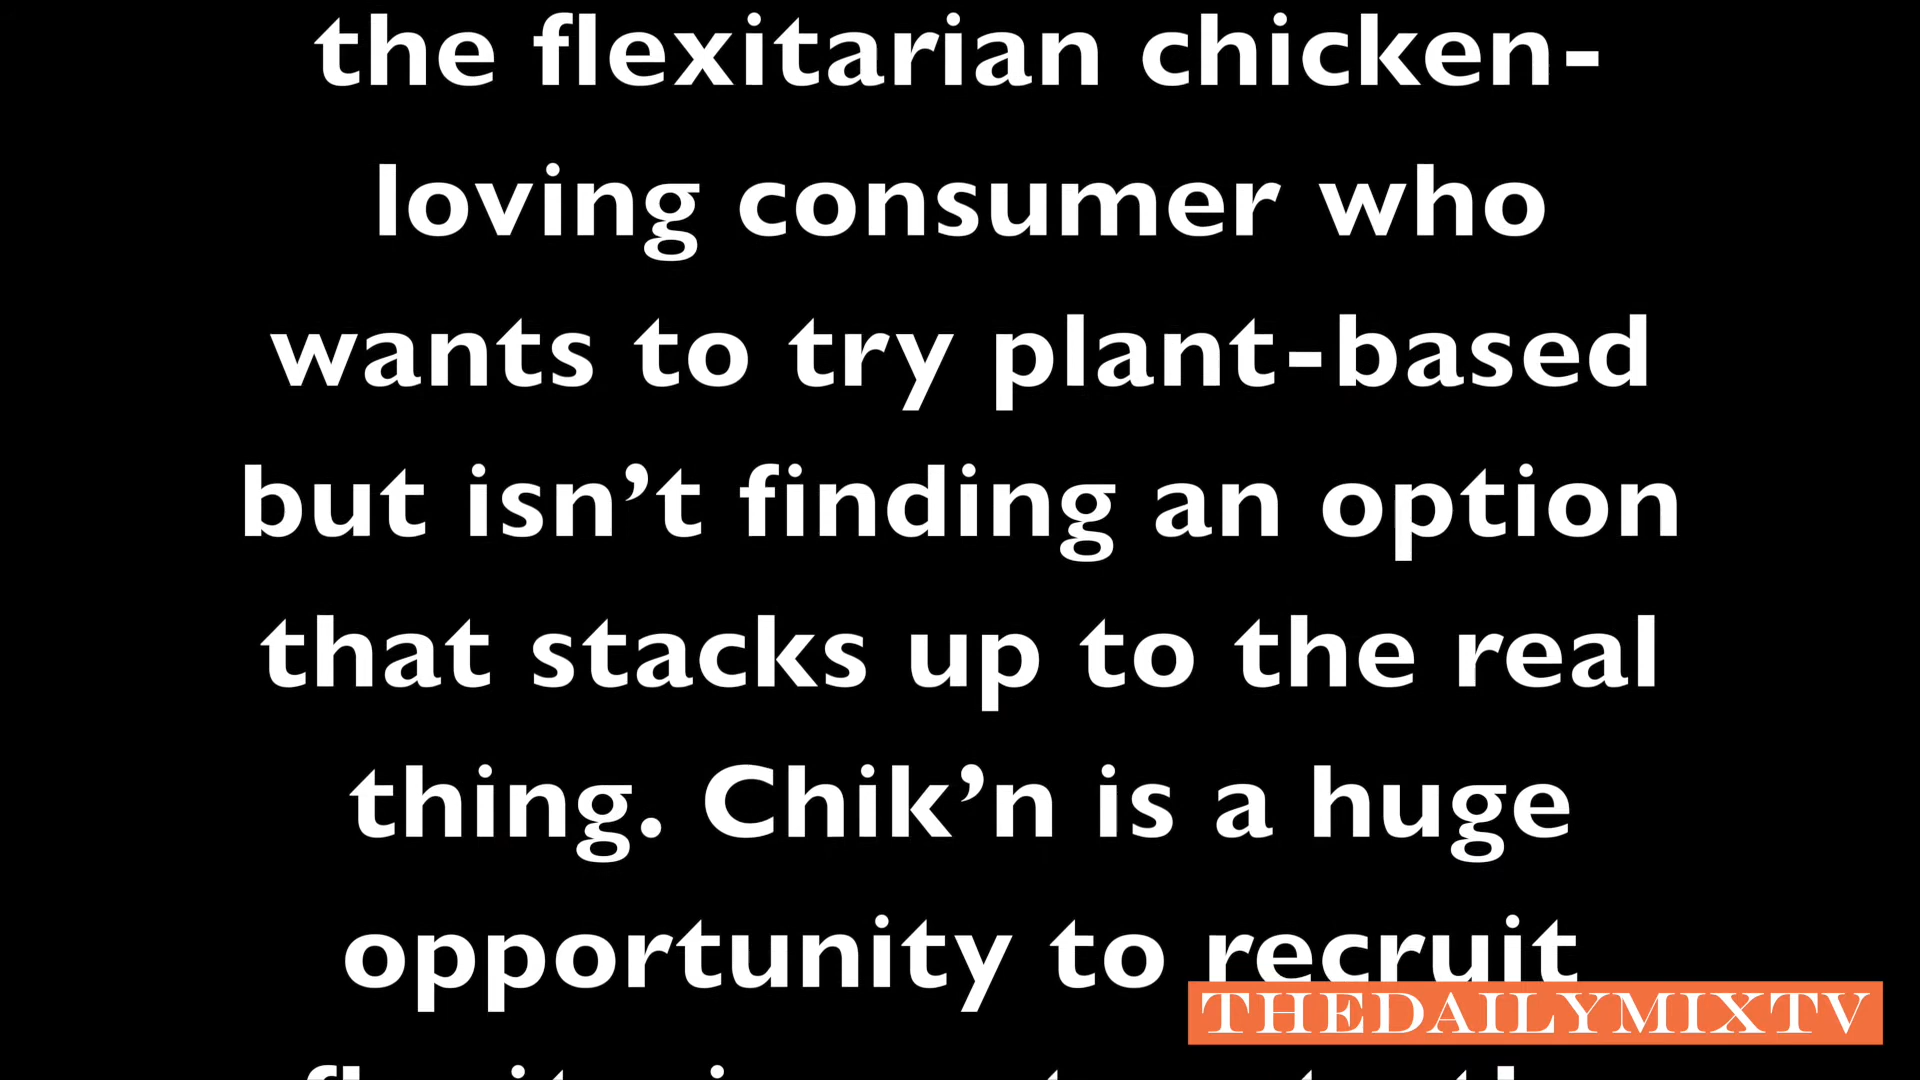 the flexitarian chicken-
loving consumer who
wants to try plant-based
but isn’t finding an option
that stacks up to the real
thing. Chik’n is a huge
opportunity to recruit
THEDAILYMIXTV